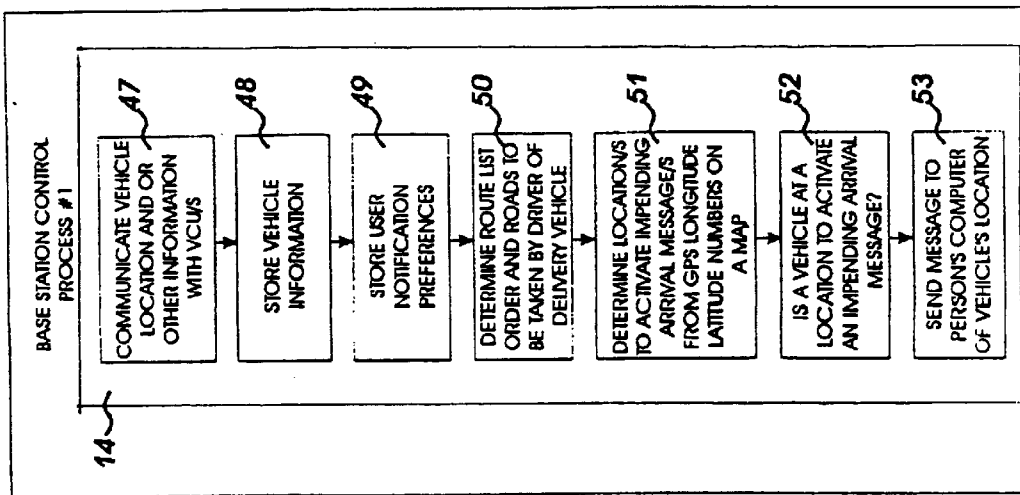 BASE STATION CONTROL
PROCESS #1
14
47
COMMUNICATE VEHICLE
LOCATION AND OR
OTHER INFORMATION
WITH VCU/S
48
STORE VEHICLE
INFORMATION
49
STORE USER
NOTIFICATION
PREFERENCES
50
DETERMINE ROUTE LIST
ORDER AND ROADS TO
BE TAKEN BY DRIVER OF
DELIVERY VEHICLE
51
DETERMINE LOCATION/S
TO ACTIVATE IMPENDING
ARRIVAL MESSAGE/S
FROM GPS LONGITUDE
LATITUDE NUMBERS ON
A MAP
52
IS A VEHICLE AT A
LOCATION TO ACTIVATE
AN IMPENDING ARRIVAL
MESSAGE?
53
SEND MESSAGE TO
PERSON'S COMPUTER
OF VEHICLE'S LOCATION